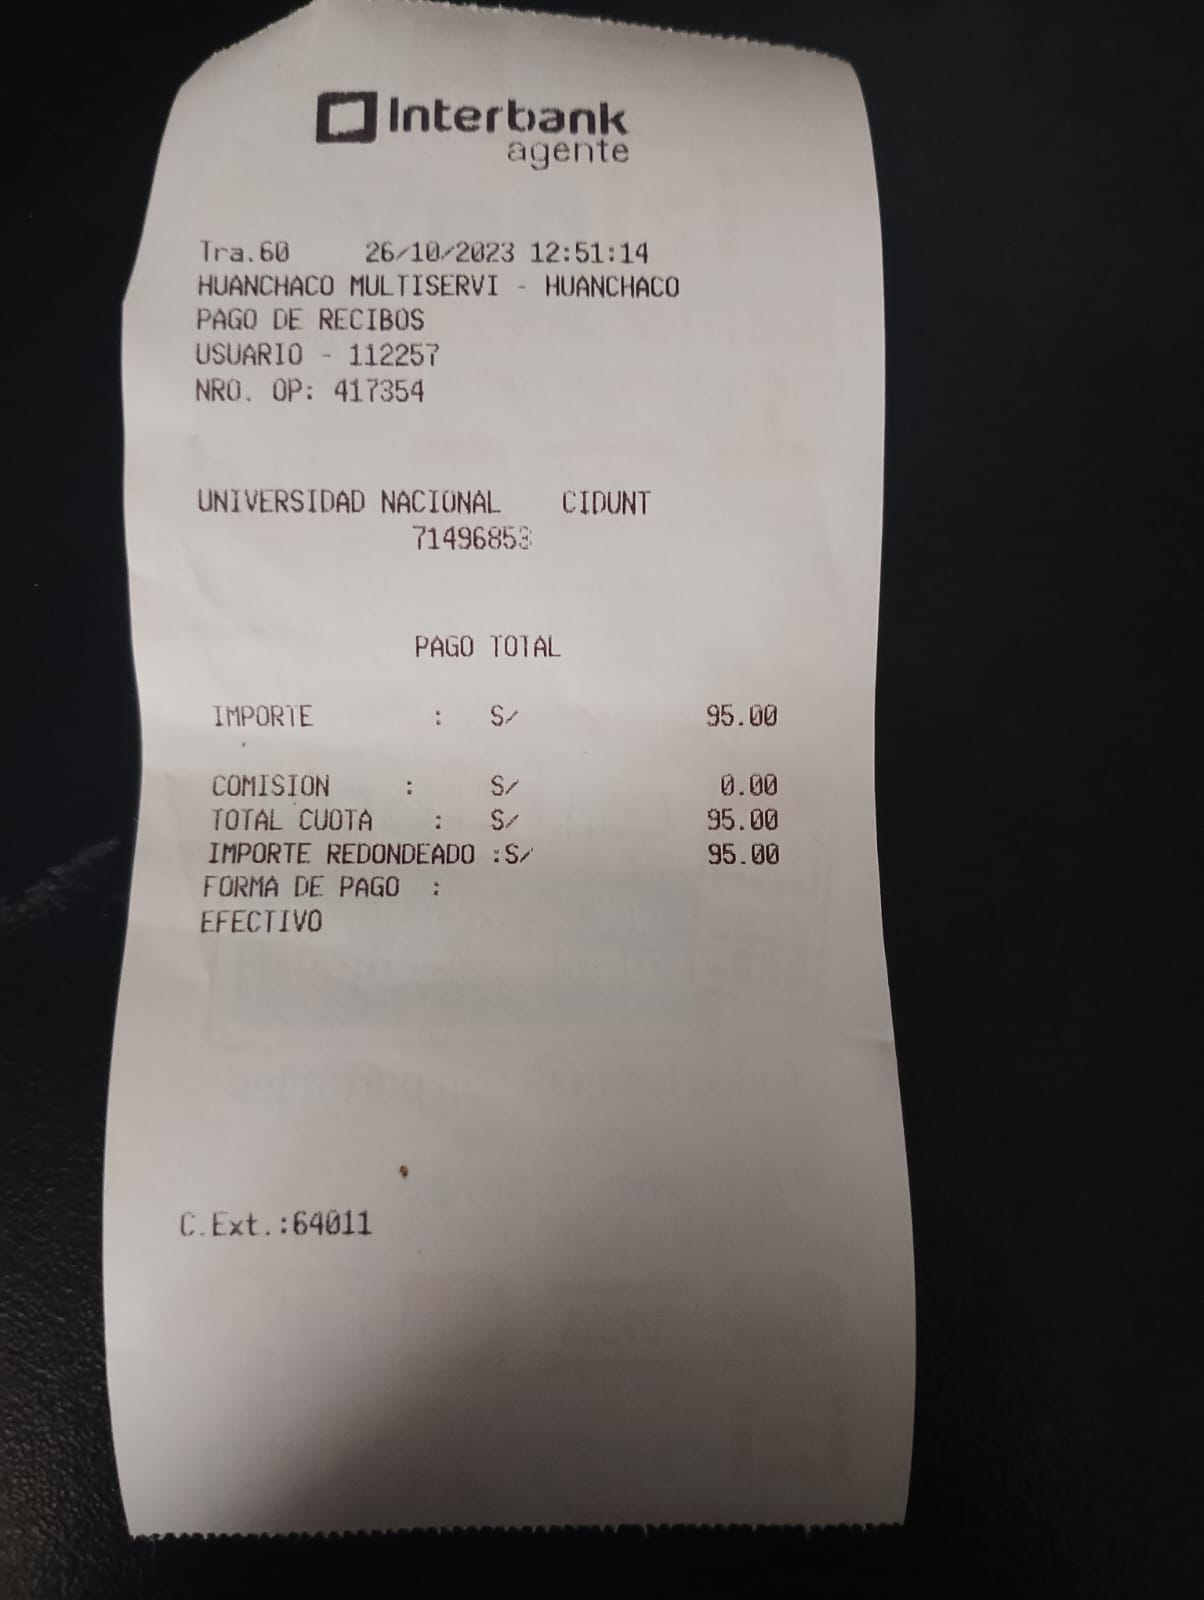 Interbank
agente
Tra.60 26/10/2023 12:51:14
HUANCHACO MULTISERVI - HUANCHACO
PAGO DE RECIBOS
USUARIO - 112257
NRO. OP: 417354
UNIVERSIDAD NACIONAL CIDUNT
71496853
PAGO TOTAL
IMPORTE : S/ 95.00
COMISION : S/ 0.00
TOTAL CUOTA : S/ 95.00
IMPORTE REDONDEADO :S/ 95.00
FORMA DE PAGO :
EFECTIVO
C.Ext.:64011